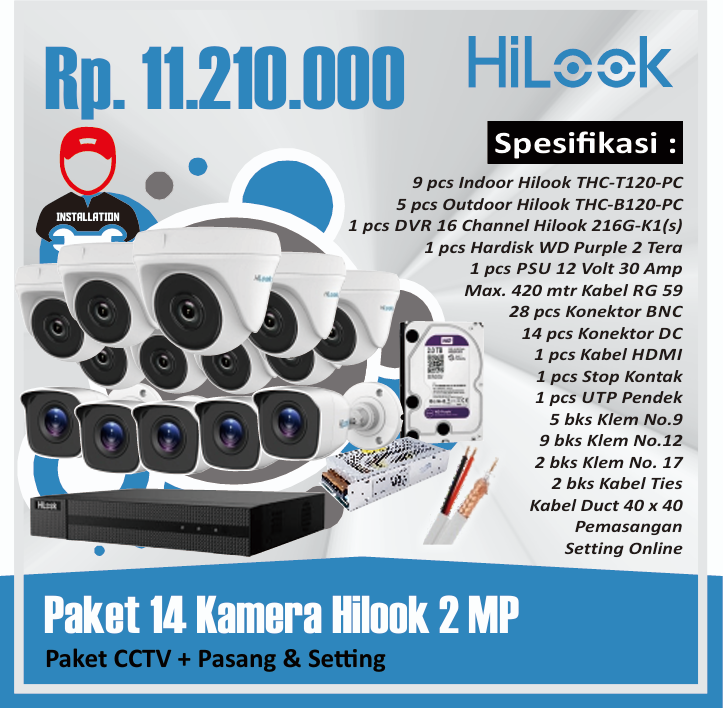 Rp. 11.210.000
HiLook
Spesifikasi :
9 pcs Indoor Hilook THC-T120-PC
5 pcs Outdoor Hilook THC-B120-PC
1 pcs DVR 16 Channel Hilook 216G-K1(s)
1 pcs Hardisk WD Purple 2 Tera
1 pcs PSU 12 Volt 30 Amp
Max. 420 mtr Kabel RG 59
28 pcs Konektor BNC
14 pcs Konektor DC
1 pcs Kabel HDMI
1 pcs Stop Kontak
1 pcs UTP Pendek
5 bks Klem No.9
9 bks Klem No.12
2 bks Klem No. 17
2 bks Kabel Ties
Kabel Duct 40 x 40
Pemasangan
Setting Online
INSTALLATION
HiLook
WD
HiLook
Paket 14 Kamera Hilook 2 MP
Paket CCTV + Pasang & Setting